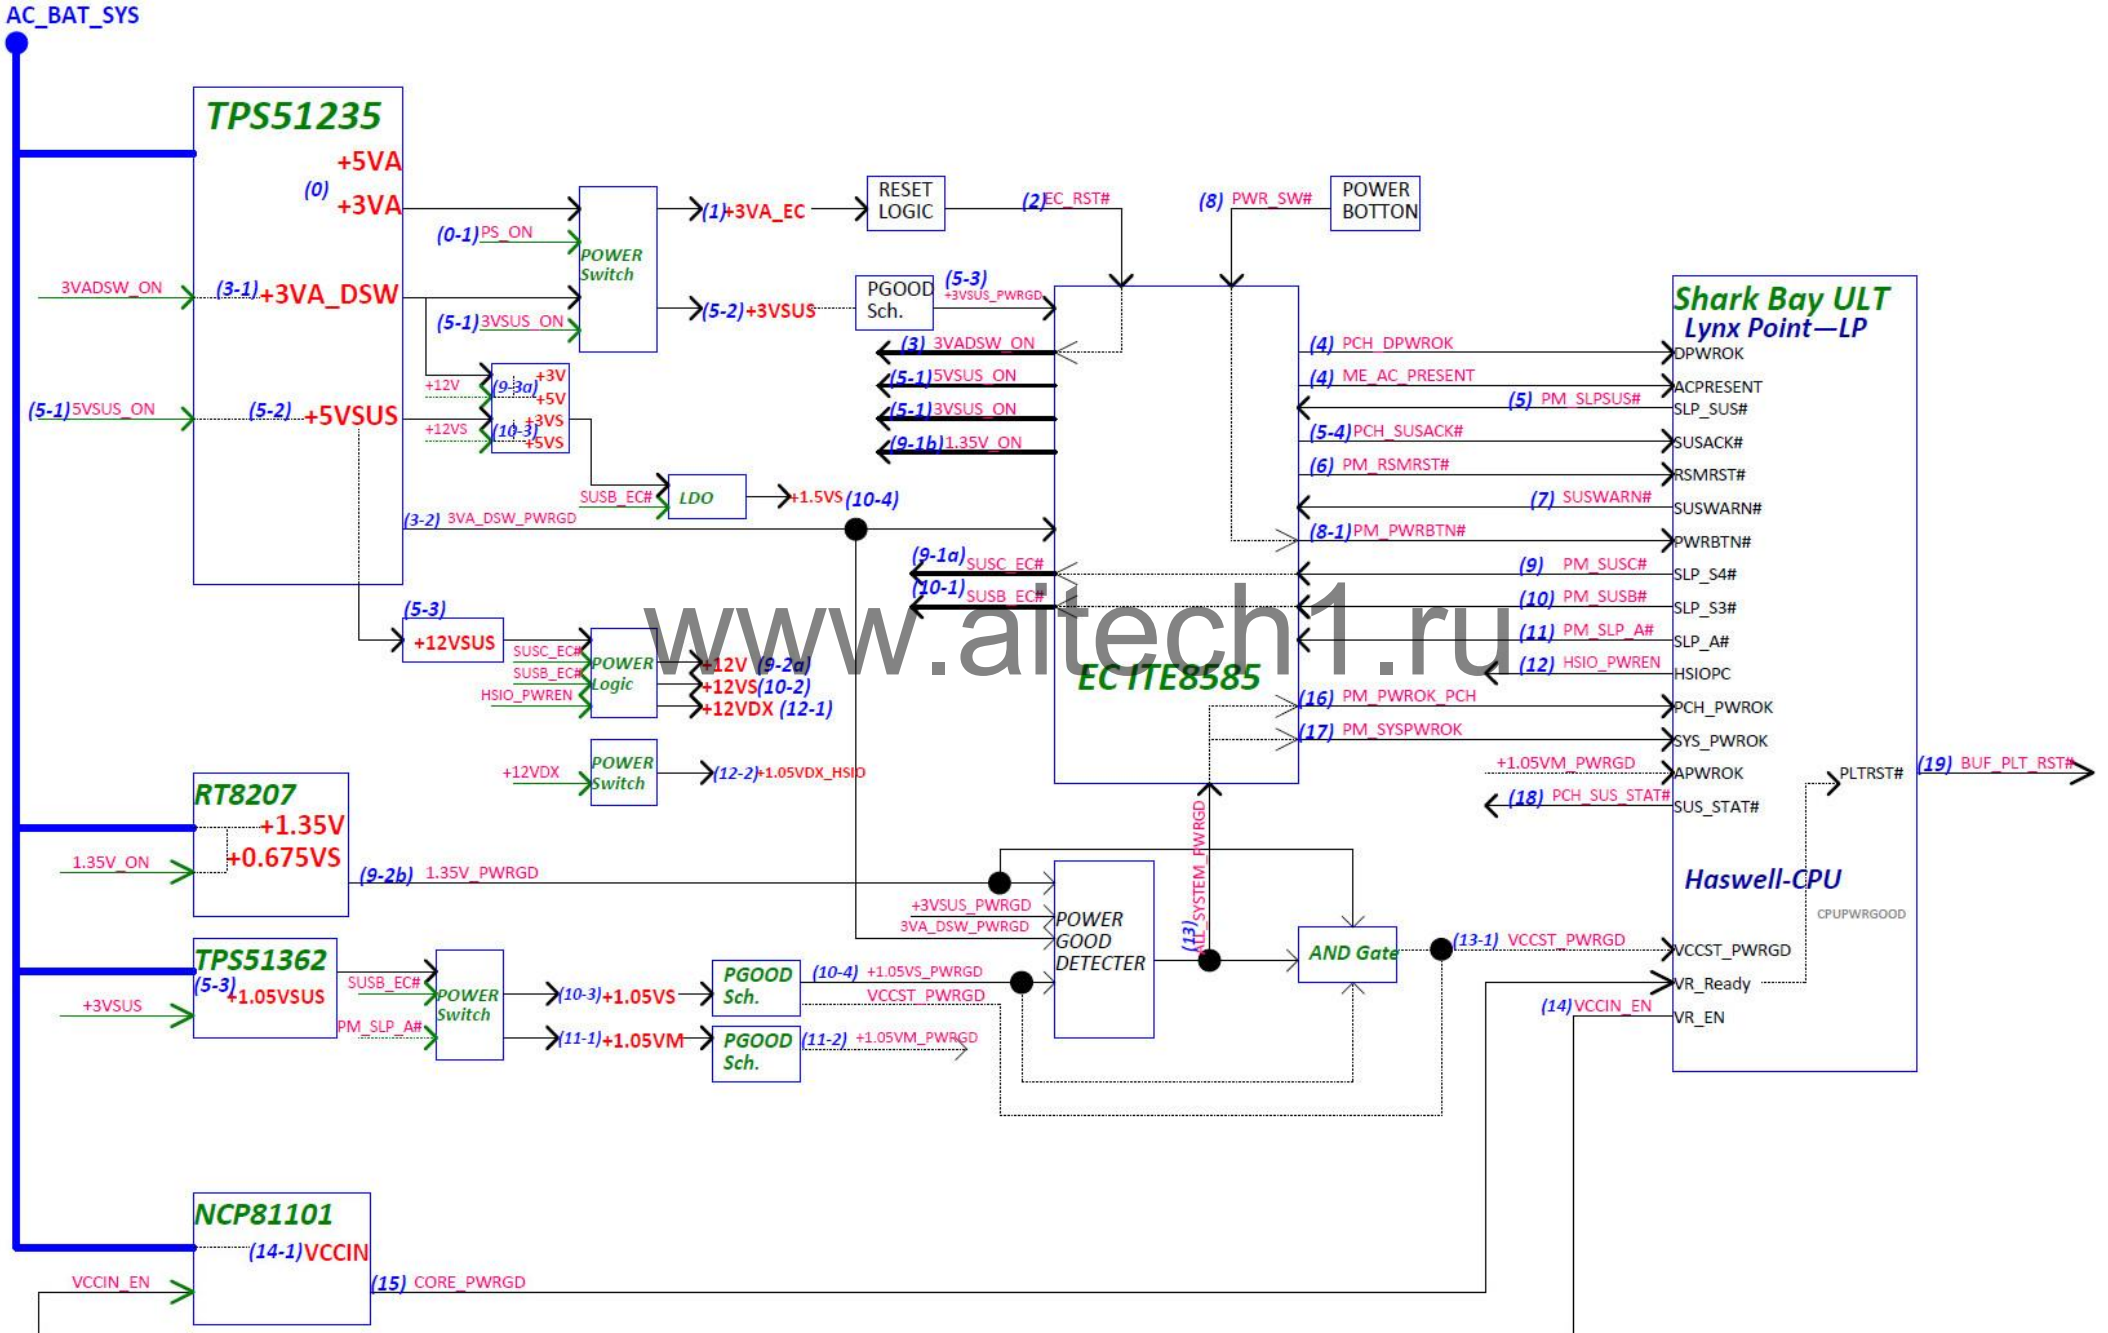 AC_BAT_SYS
TPS51235
+5VA
(0)
+3VA
3VADSW_ON
(3-1) +3VA_DSW
(5-1) 5VSUS_ON
(5-2) +5VSUS
(0-1) PS_ON
(5-1) 3VSUS_ON
POWER
Switch
(1) +3VA_EC
RESET
LOGIC
(2) EC_RST#
(8) PWR_SW#
POWER
BOTTON
(5-2) +3VSUS
PGOOD
Sch.
(5-3)
+3VSUS_PWRGD
+12V
(9-3a)
+3V
+5V
+12VS
(10-3)
+3VS
+5VS
SUSB_EC#
LDO
+1.5VS (10-4)
(3-2) 3VA_DSW_PWRGD
(3) 3VADSW_ON
(5-1) 5VSUS_ON
(5-1) 3VSUS_ON
(9-1b) 1.35V_ON
(9-1a) SUSC_EC#
(10-1) SUSB_EC#
EC ITE8585
(4) PCH_DPWROK
(4) ME_AC_PRESENT
(5) PM_SLPSUS#
(5-4) PCH_SUSACK#
(6) PM_RSMRST#
(7) SUSWARN#
(8-1) PM_PWRBTN#
(9) PM_SUSC#
(10) PM_SUSB#
(11) PM_SLP_A#
(12) HSIO_PWREN
(16) PM_PWROK_PCH
(17) PM_SYSPWROK
+1.05VM_PWRGD
(18) PCH_SUS_STAT#
Shark Bay ULT
Lynx Point—LP
DPWROK
ACPRESENT
SLP_SUS#
SUSACK#
RSMRST#
SUSWARN#
PWRBTN#
SLP_S4#
SLP_S3#
SLP_A#
HSIOPC
PCH_PWROK
SYS_PWROK
APWROK
PLTRST#
SUS_STAT#
(19) BUF_PLT_RST#
Haswell-CPU
CPUPWRGOOD
VCCST_PWRGD
VR_Ready
VR_EN
www.aitech1.ru
(5-3)
+12VSUS
SUSC_EC#
SUSB_EC#
HSIO_PWREN
POWER
Logic
+12V (9-2a)
+12VS (10-2)
+12VDX (12-1)
+12VDX
POWER
Switch
(12-2) +1.05VDX_HSIO
RT8207
+1.35V
+0.675VS
1.35V_ON
(9-2b) 1.35V_PWRGD
+3VSUS_PWRGD
3VA_DSW_PWRGD
POWER
GOOD
DETECTER
(13) ALL_SYSTEM_PWRGD
AND Gate
(13-1) VCCST_PWRGD
(14) VCCIN_EN
TPS51362
(5-3)
+1.05VSUS
+3VSUS
SUSB_EC#
PM_SLP_A#
POWER
Switch
(10-3) +1.05VS
(11-1) +1.05VM
PGOOD
Sch.
(10-4) +1.05VS_PWRGD
VCCST_PWRGD
PGOOD
Sch.
(11-2) +1.05VM_PWRGD
NCP81101
(14-1) VCCIN
VCCIN_EN
(15) CORE_PWRGD